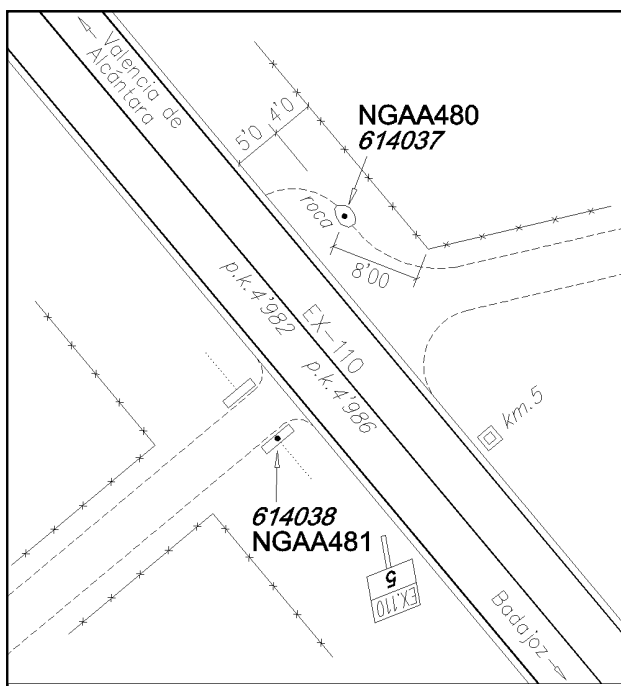 Valencia de
Alcántara
NGAA480
614037
5'0
4'0
roca
8'00
p.k.4'982
EX-110
p.k.4'986
km.5
614038
NGAA481
5
EX.110
Badajoz